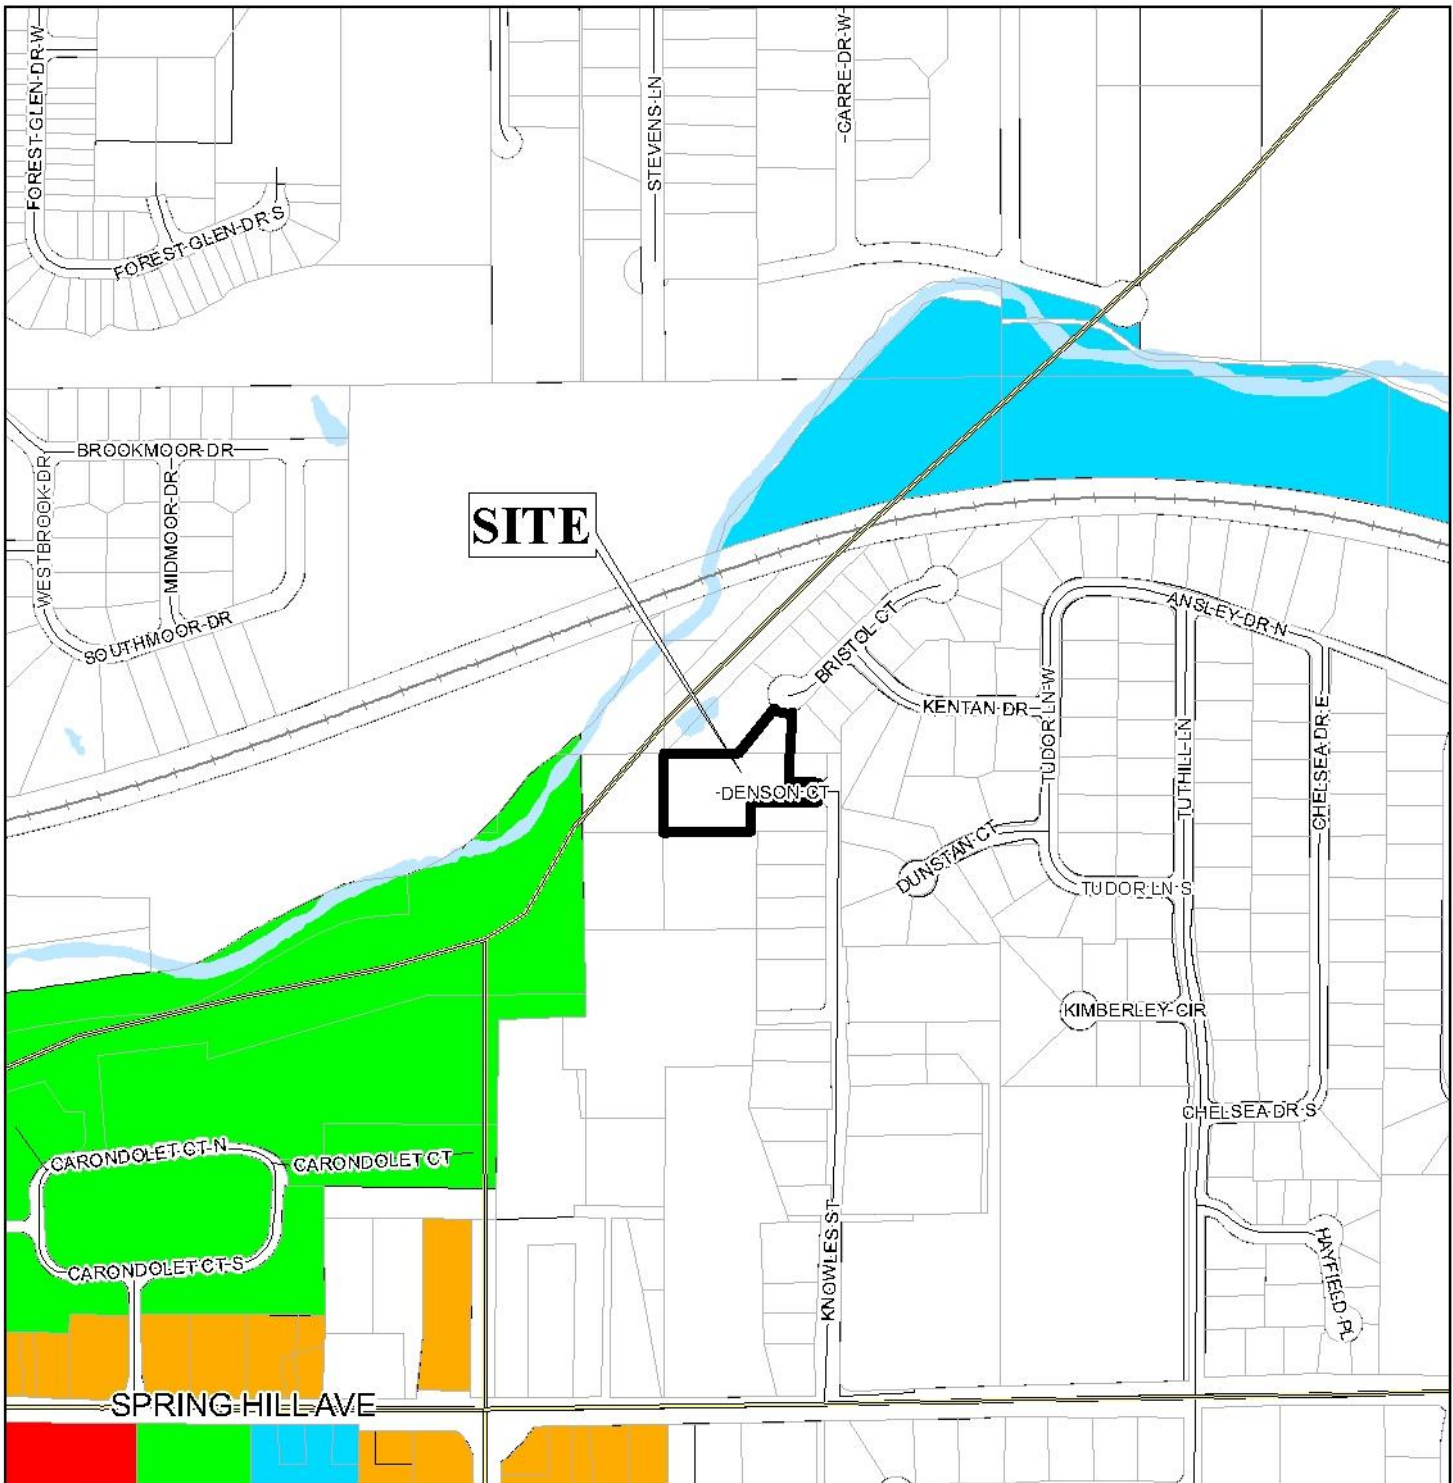 FOREST-GLEN-DR-W
STEVENS-LN
-CARRE-DR-W
FOREST-GLEN-DR-S
BROOKMOOR-DR
WESTBROOK-DR
MIDMOOR-DR
SOUTHMOOR-DR
SITE
BRISTOL-CT
ANSLEY-DR-N
KENTAN-DR
TUDOR-LN-W
TUTHILL-LN
CHELSEA-DR-E
-DENSON-CT
DUNSTAN-CT
TUDOR-LN-S
KIMBERLEY-CIR
CHELSEA-DR-S
CARONDOLET-CT-N
CARONDOLET CT
CARONDOLET-CT-S
KNOWLES-ST
HAYFIELD-PL
SPRING HILL AVE